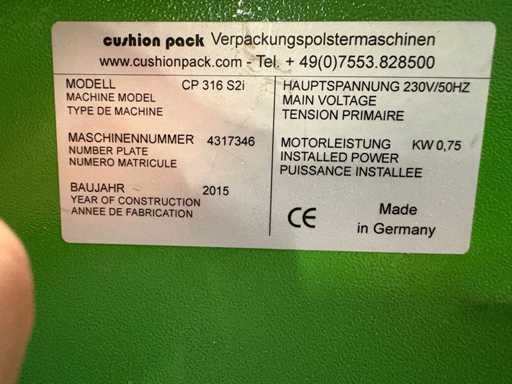 cushion pack Verpackungspolstermaschinen
www.cushionpack.com - Tel. + 49(0)7553.828500
MODELL CP 316 S2i
MACHINE MODEL
TYPE DE MACHINE
MASCHINENNUMMER 4317346
NUMBER PLATE
NUMERO MATRICULE
BAUJAHR 2015
YEAR OF CONSTRUCTION
ANNEE DE FABRICATION
HAUPTSPANNUNG 230V/50HZ
MAIN VOLTAGE
TENSION PRIMAIRE
MOTORLEISTUNG KW 0,75
INSTALLED POWER
PUISSANCE INSTALLEE
CE Made
in Germany